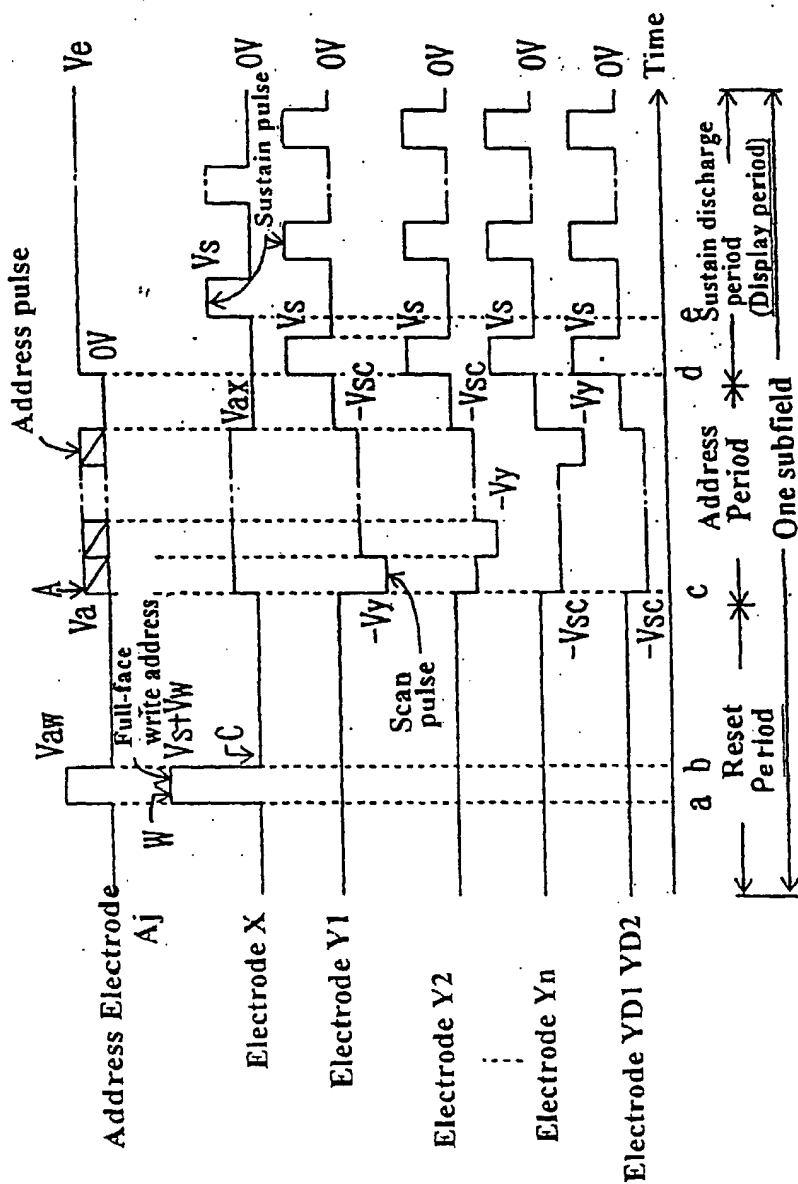 Address pulse
Va
A
0V
Ve
Vaw
Full-face
write address
W
Vs+Vw
C
Address Electrode
Aj
Vax
Vs
0V
Sustain pulse
Electrode X
Electrode Y1
-Vy
Scan
pulse
-Vsc
Vs
0V
Electrode Y2
-Vy
-Vsc
Vs
0V
Electrode Yn
-Vsc
-Vy
Vs
0V
Electrode YD1 YD2
-Vsc
Vs
0V
Time
a
b
c
d
e
Reset
Period
Address
Period
Sustain discharge
period
(Display period)
One subfield